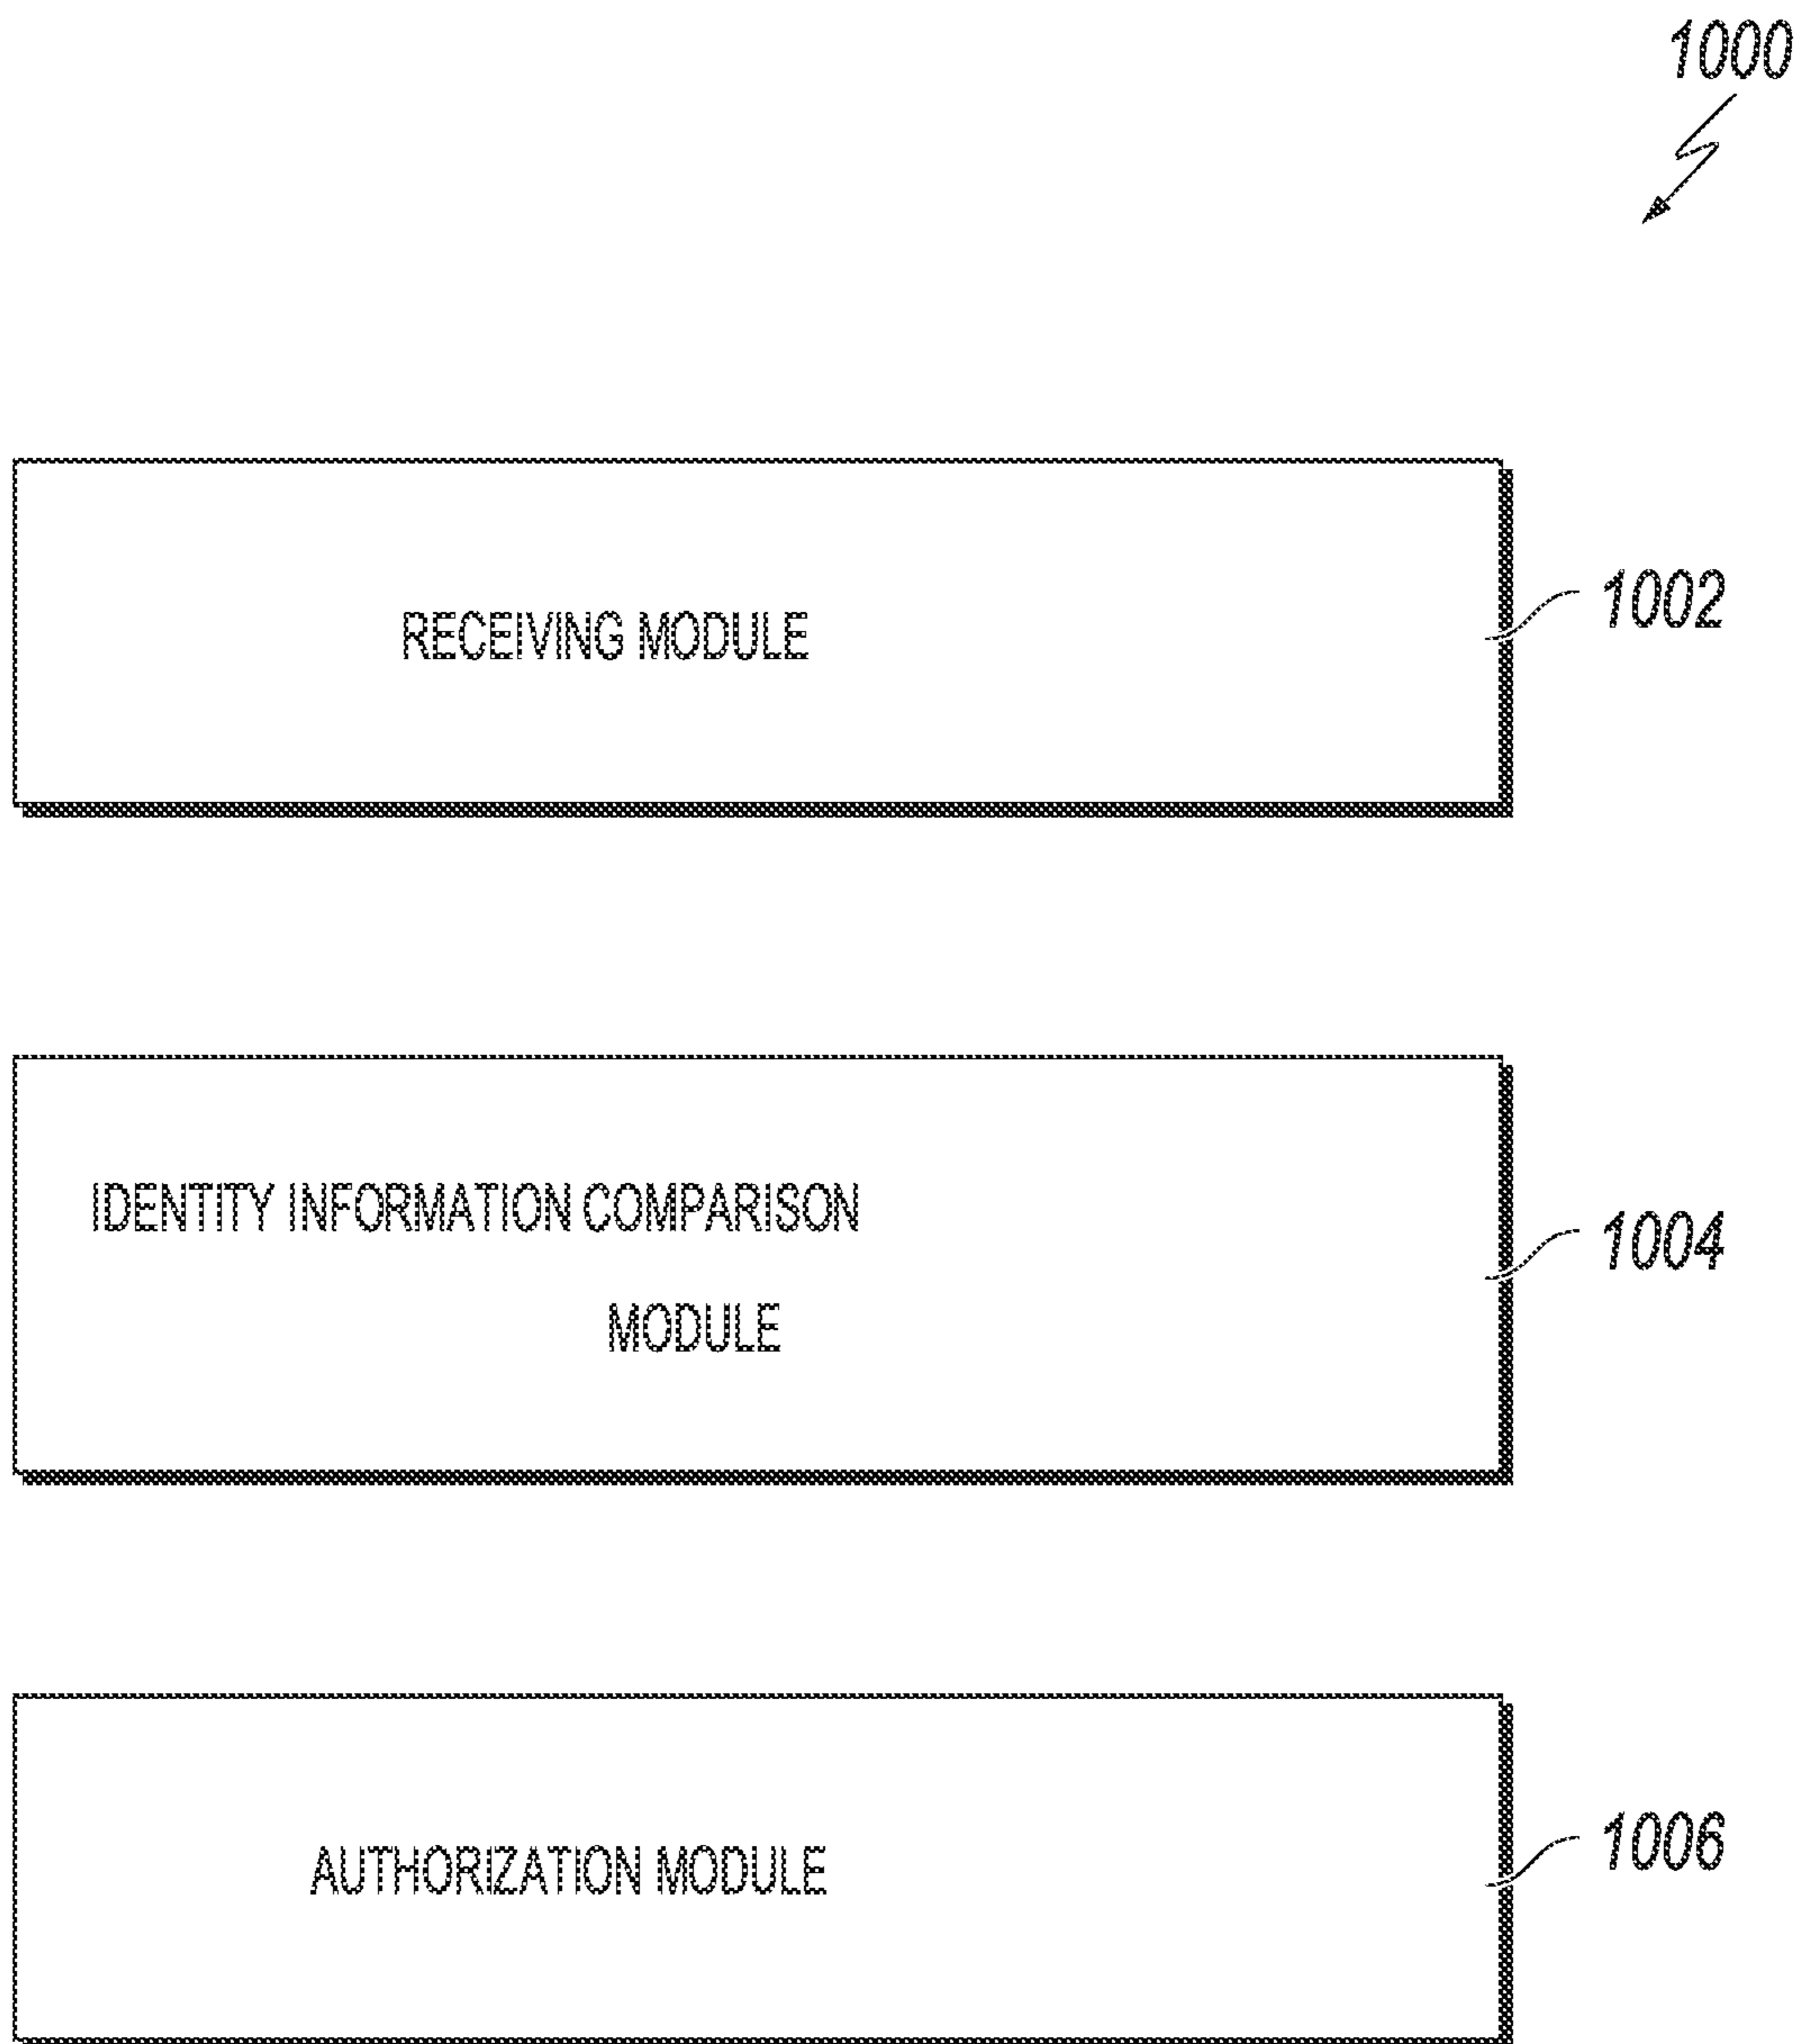 1000
RECEIVING MODULE
1002
IDENTITY INFORMATION COMPARISON
MODULE
1004
AUTHORIZATION MODULE
1006